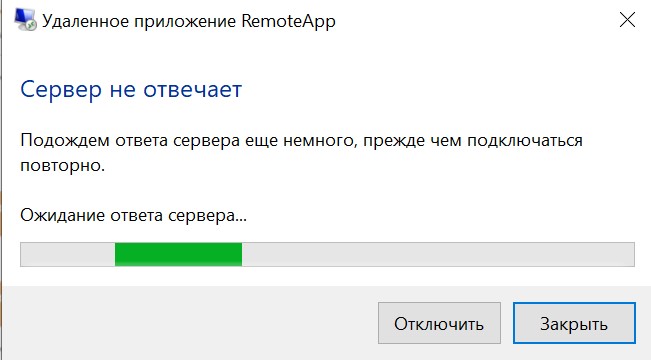 Удаленное приложение RemoteApp
Сервер не отвечает
Подождем ответа сервера еще немного, прежде чем подключаться
повторно.
Ожидание ответа сервера...
Отключить
Закрыть